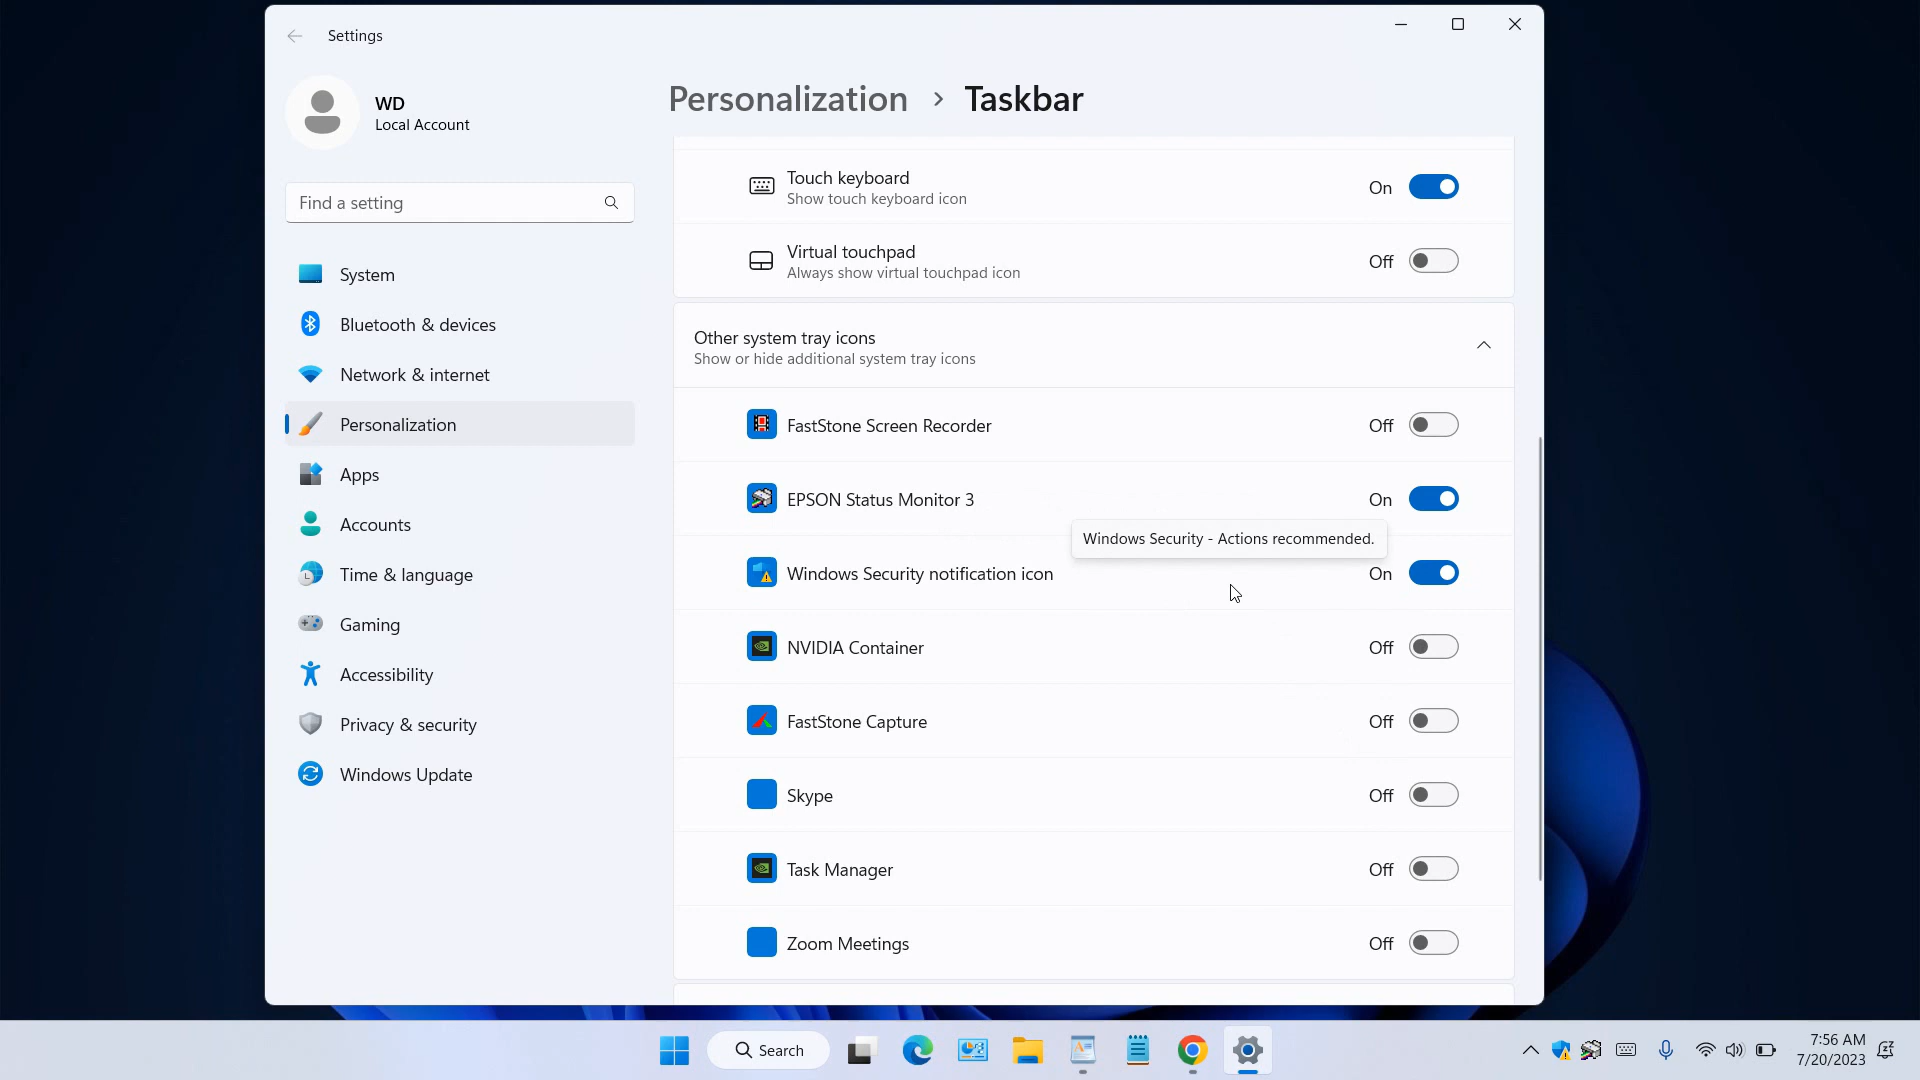 Settings
WD
Local Account
Find a setting
System
Bluetooth & devices
Network & internet
Personalization
Apps
Accounts
Time & language
Gaming
Accessibility
Privacy & security
Windows Update
Personalization > Taskbar
Touch keyboard
Show touch keyboard icon
On
Virtual touchpad
Always show virtual touchpad icon
Off
Other system tray icons
Show or hide additional system tray icons
FastStone Screen Recorder
Off
EPSON Status Monitor 3
On
Windows Security - Actions recommended.
Windows Security notification icon
On
NVIDIA Container
Off
FastStone Capture
Off
Skype
Off
Task Manager
Off
Zoom Meetings
Off
Search
7:56 AM
7/20/2023